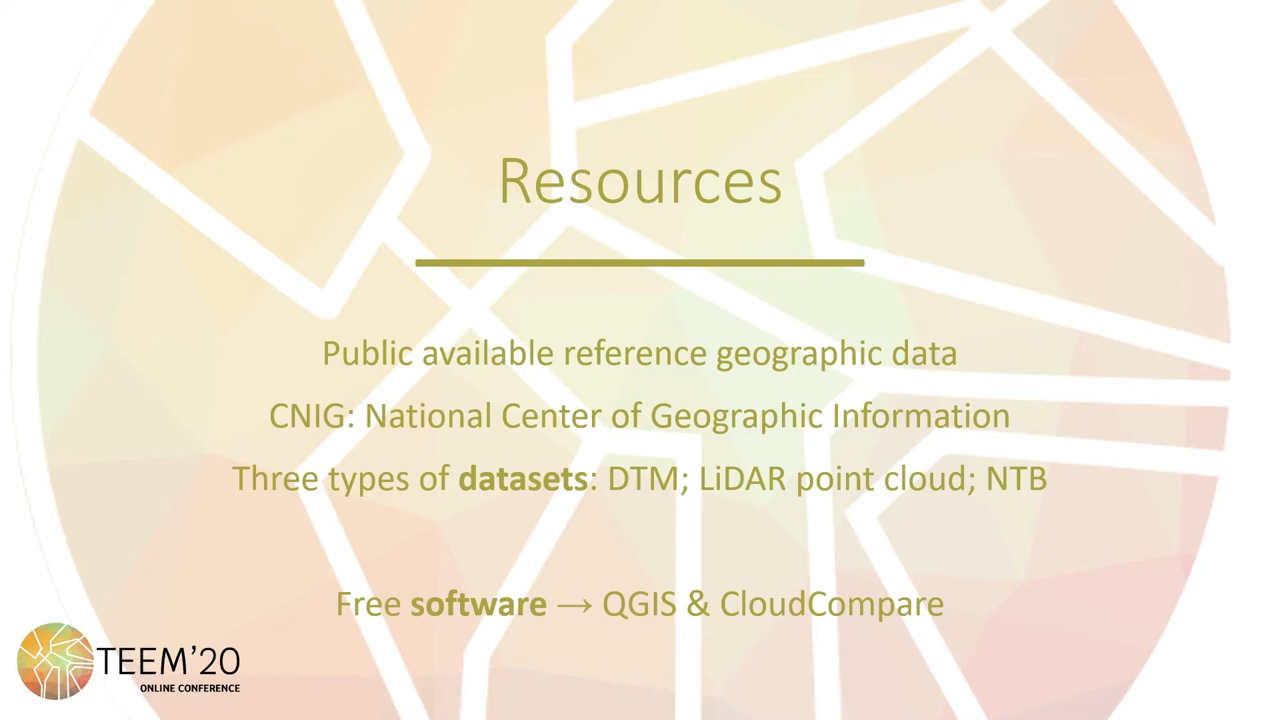 Resources
Public available reference geographic data
CNIG: National Center of Geographic Information
Three types of datasets: DTM; LiDAR point cloud; NTB
Free software → QGIS & CloudCompare
TEEM’20
ONLINE CONFERENCE